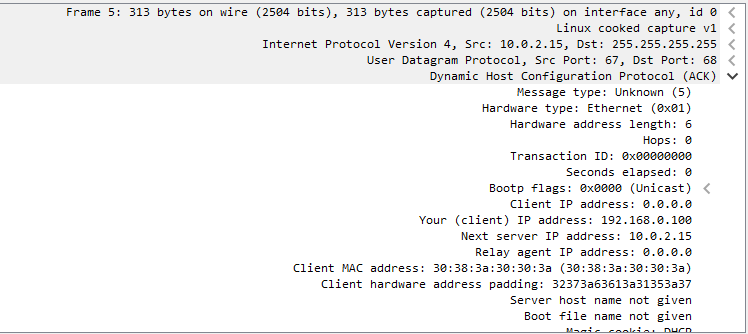 Frame 5: 313 bytes on wire (2504 bits), 313 bytes captured (2504 bits) on interface any, id 0
Linux cooked capture v1
Internet Protocol Version 4, Src: 10.0.2.15, Dst: 255.255.255.255
User Datagram Protocol, Src Port: 67, Dst Port: 68
Dynamic Host Configuration Protocol (ACK)
Message type: Unknown (5)
Hardware type: Ethernet (0x01)
Hardware address length: 6
Hops: 0
Transaction ID: 0x00000000
Seconds elapsed: 0
Bootp flags: 0x0000 (Unicast)
Client IP address: 0.0.0.0
Your (client) IP address: 192.168.0.100
Next server IP address: 10.0.2.15
Relay agent IP address: 0.0.0.0
Client MAC address: 30:38:3a:30:30:3a (30:38:3a:30:30:3a)
Client hardware address padding: 32373a63613a31353a37
Server host name not given
Boot file name not given
Magic cookie: DHCP